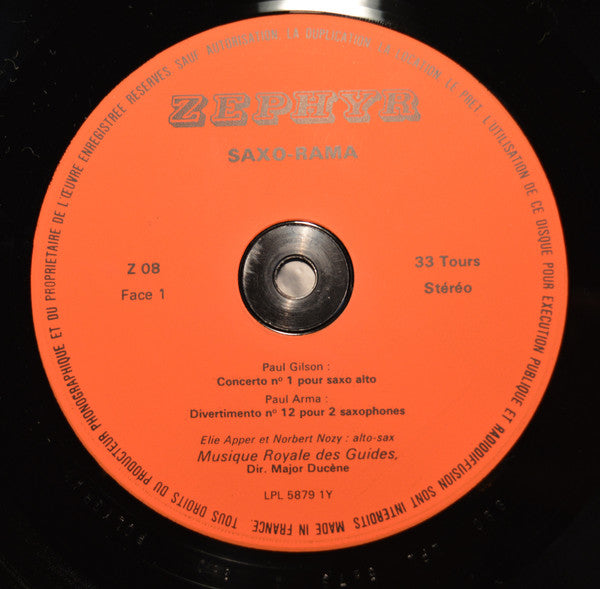 TOUS DROITS DU PRODUCTEUR PHONOGRAPHIQUE ET DU PROPRIETAIRE DE L'ŒUVRE ENREGISTREE RESERVES SAUF AUTORISATION, LA DUPLICATION, LA LOCATION, LE PRET, L'UTILISATION DE CE DISQUE POUR EXECUTION PUBLIQUE ET RADIODIFFUSION SONT INTERDITS MADE IN FRANCE.
ZEPHYR
SAXO-RAMA
Z 08
Face 1
33 Tours
Stéréo
Paul Gilson :
Concerto nº 1 pour saxo alto
Paul Arma :
Divertimento nº 12 pour 2 saxophones
Elie Apper et Norbert Nozy : alto-sax
Musique Royale des Guides,
Dir. Major Ducène
LPL 5879 1Y